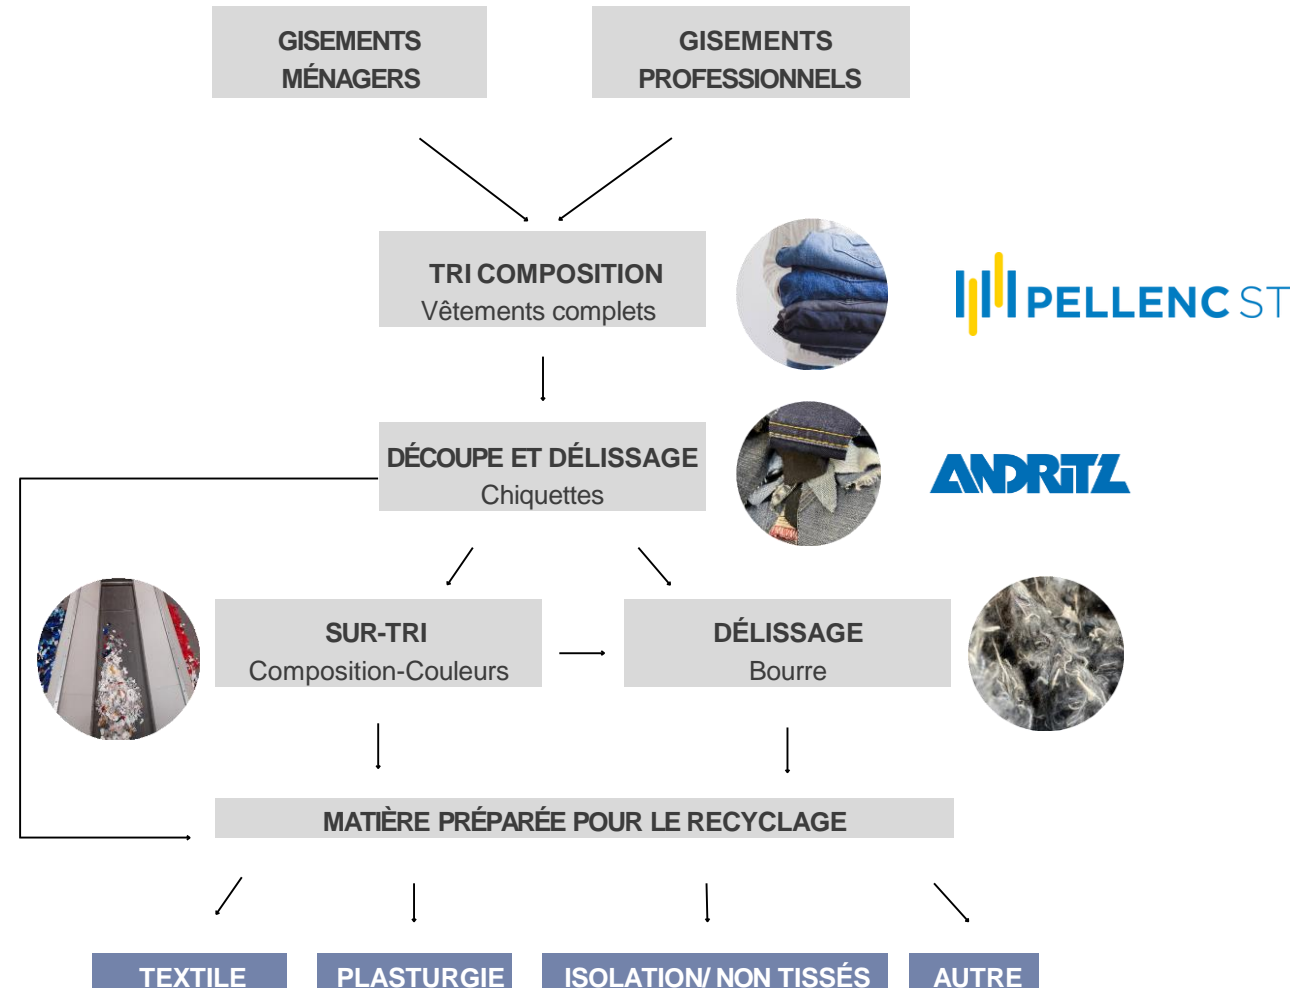 GISEMENTS
MÉNAGERS
GISEMENTS
PROFESSIONNELS
TRI COMPOSITION
Vêtements complets
PELLENC ST
DÉCOUPE ET DÉLISSAGE
Chiquettes
ANDRITZ
SUR-TRI
Composition-Couleurs
DÉLISSAGE
Bourre
MATIÈRE PRÉPARÉE POUR LE RECYCLAGE
TEXTILE
PLASTURGIE
ISOLATION/ NON TISSÉS
AUTRE